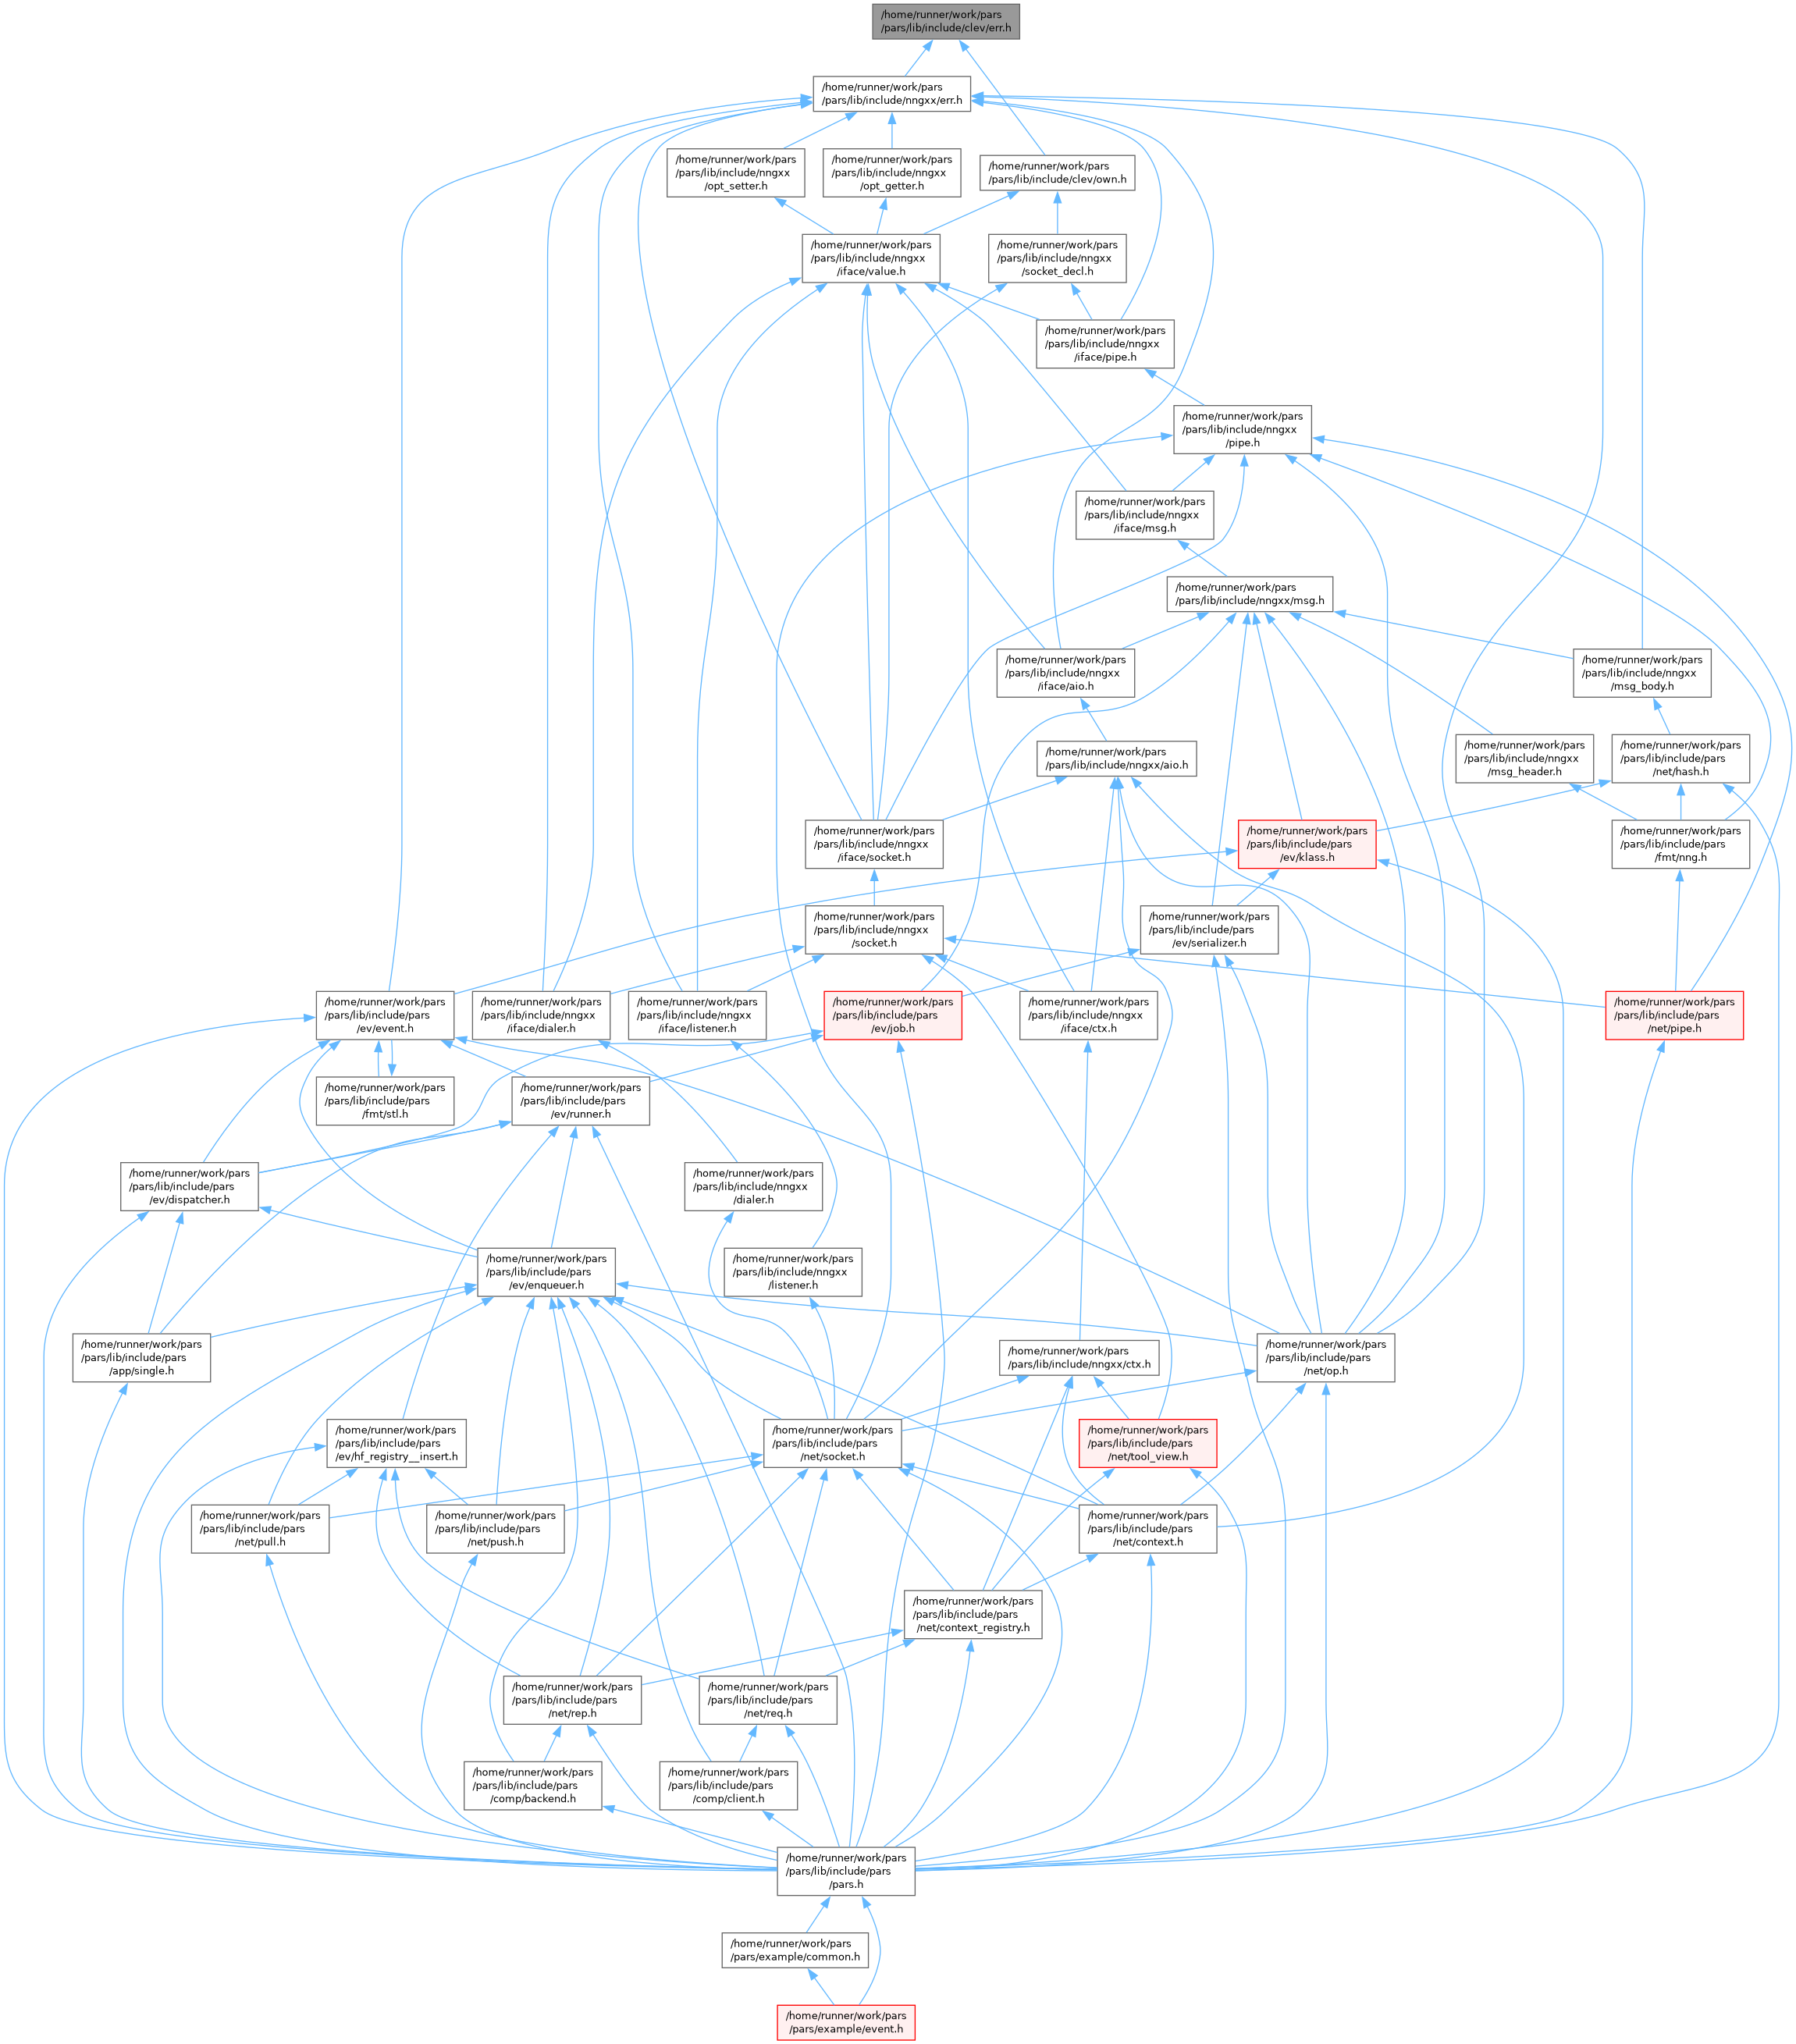 /home/runner/work/pars
/pars/lib/include/clev/err.h
/home/runner/work/pars
/pars/lib/include/nngxx/err.h
/home/runner/work/pars
/pars/lib/include/nngxx
/opt_setter.h
/home/runner/work/pars
/pars/lib/include/nngxx
/opt_getter.h
/home/runner/work/pars
/pars/lib/include/clev/own.h
/home/runner/work/pars
/pars/lib/include/nngxx
/iface/value.h
/home/runner/work/pars
/pars/lib/include/nngxx
/socket_decl.h
/home/runner/work/pars
/pars/lib/include/nngxx
/iface/pipe.h
/home/runner/work/pars
/pars/lib/include/nngxx
/pipe.h
/home/runner/work/pars
/pars/lib/include/nngxx
/iface/msg.h
/home/runner/work/pars
/pars/lib/include/nngxx/msg.h
/home/runner/work/pars
/pars/lib/include/nngxx
/iface/aio.h
/home/runner/work/pars
/pars/lib/include/nngxx
/msg_body.h
/home/runner/work/pars
/pars/lib/include/nngxx/aio.h
/home/runner/work/pars
/pars/lib/include/nngxx
/msg_header.h
/home/runner/work/pars
/pars/lib/include/pars
/net/hash.h
/home/runner/work/pars
/pars/lib/include/nngxx
/iface/socket.h
/home/runner/work/pars
/pars/lib/include/pars
/ev/klass.h
/home/runner/work/pars
/pars/lib/include/pars
/fmt/nng.h
/home/runner/work/pars
/pars/lib/include/nngxx
/socket.h
/home/runner/work/pars
/pars/lib/include/pars
/ev/serializer.h
/home/runner/work/pars
/pars/lib/include/pars
/ev/event.h
/home/runner/work/pars
/pars/lib/include/nngxx
/iface/dialer.h
/home/runner/work/pars
/pars/lib/include/nngxx
/iface/listener.h
/home/runner/work/pars
/pars/lib/include/pars
/ev/job.h
/home/runner/work/pars
/pars/lib/include/nngxx
/iface/ctx.h
/home/runner/work/pars
/pars/lib/include/pars
/net/pipe.h
/home/runner/work/pars
/pars/lib/include/pars
/fmt/stl.h
/home/runner/work/pars
/pars/lib/include/pars
/ev/runner.h
/home/runner/work/pars
/pars/lib/include/pars
/ev/dispatcher.h
/home/runner/work/pars
/pars/lib/include/nngxx
/dialer.h
/home/runner/work/pars
/pars/lib/include/pars
/ev/enqueuer.h
/home/runner/work/pars
/pars/lib/include/nngxx
/listener.h
/home/runner/work/pars
/pars/lib/include/pars
/app/single.h
/home/runner/work/pars
/pars/lib/include/nngxx/ctx.h
/home/runner/work/pars
/pars/lib/include/pars
/net/op.h
/home/runner/work/pars
/pars/lib/include/pars
/ev/hf_registry__insert.h
/home/runner/work/pars
/pars/lib/include/pars
/net/socket.h
/home/runner/work/pars
/pars/lib/include/pars
/net/tool_view.h
/home/runner/work/pars
/pars/lib/include/pars
/net/pull.h
/home/runner/work/pars
/pars/lib/include/pars
/net/push.h
/home/runner/work/pars
/pars/lib/include/pars
/net/context.h
/home/runner/work/pars
/pars/lib/include/pars
/net/context_registry.h
/home/runner/work/pars
/pars/lib/include/pars
/net/rep.h
/home/runner/work/pars
/pars/lib/include/pars
/net/req.h
/home/runner/work/pars
/pars/lib/include/pars
/comp/backend.h
/home/runner/work/pars
/pars/lib/include/pars
/comp/client.h
/home/runner/work/pars
/pars/lib/include/pars
/pars.h
/home/runner/work/pars
/pars/example/common.h
/home/runner/work/pars
/pars/example/event.h